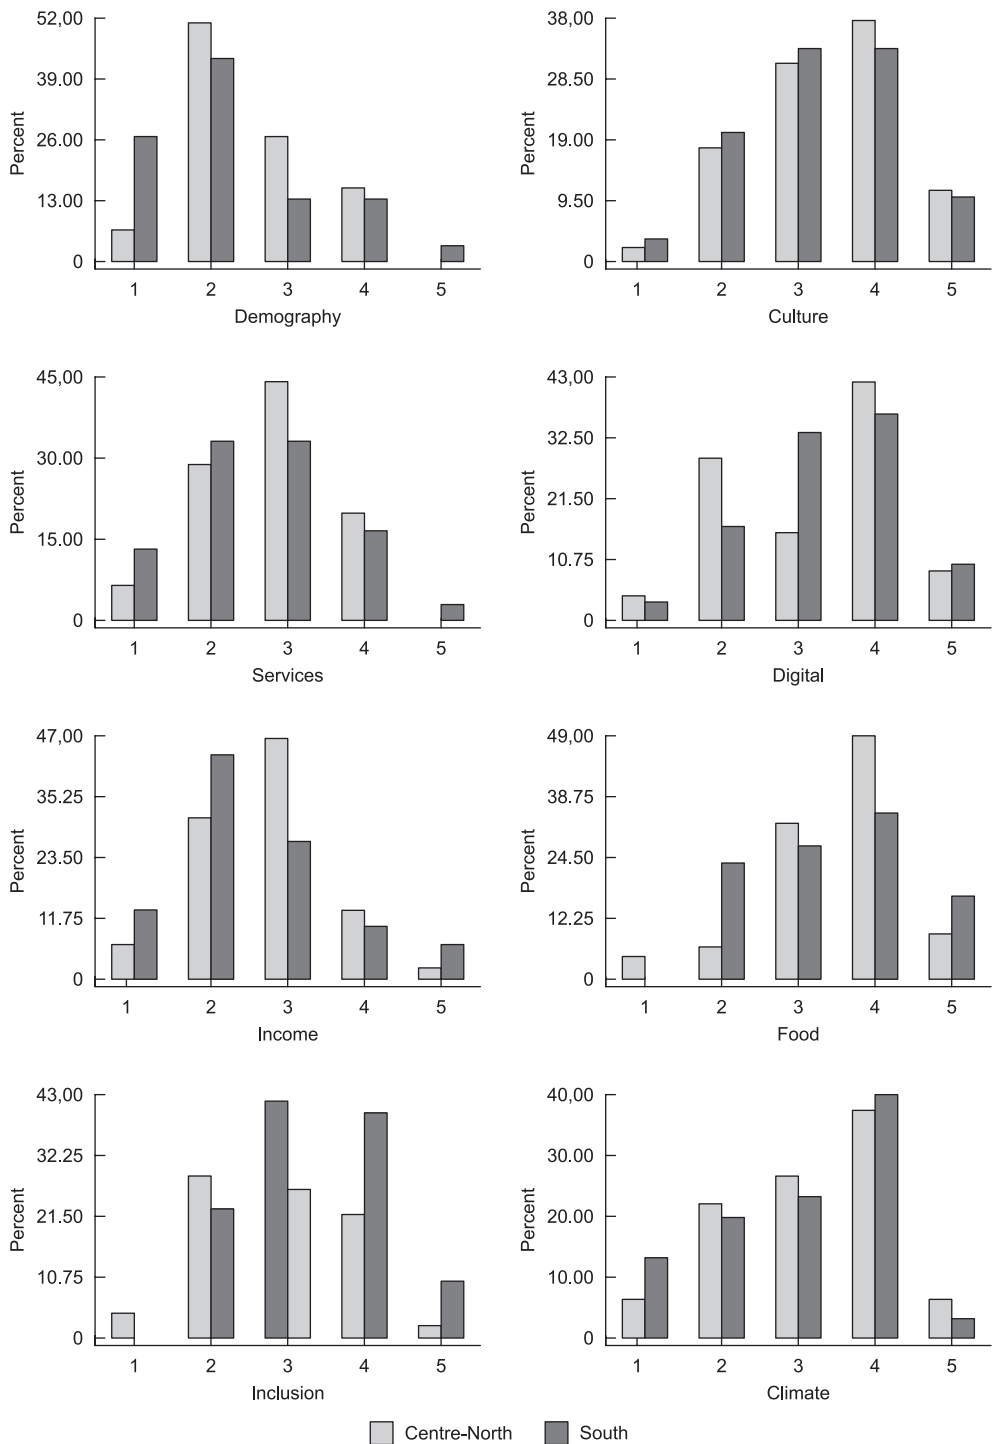 52,00
39.00
26.00
13.00
0
Percent
1 2 3 4 5
Demography
38,00
28.50
19.00
9.50
0
Percent
1 2 3 4 5
Culture
45,00
30.00
15.00
0
Percent
1 2 3 4 5
Services
43,00
32.50
21.50
10.75
0
Percent
1 2 3 4 5
Digital
47,00
35.25
23.50
11.75
0
Percent
1 2 3 4 5
Income
49,00
38.75
24.50
12.25
0
Percent
1 2 3 4 5
Food
43,00
32.25
21.50
10.75
0
Percent
1 2 3 4 5
Inclusion
40,00
30.00
20.00
10.00
0
Percent
1 2 3 4 5
Climate
Centre-North South